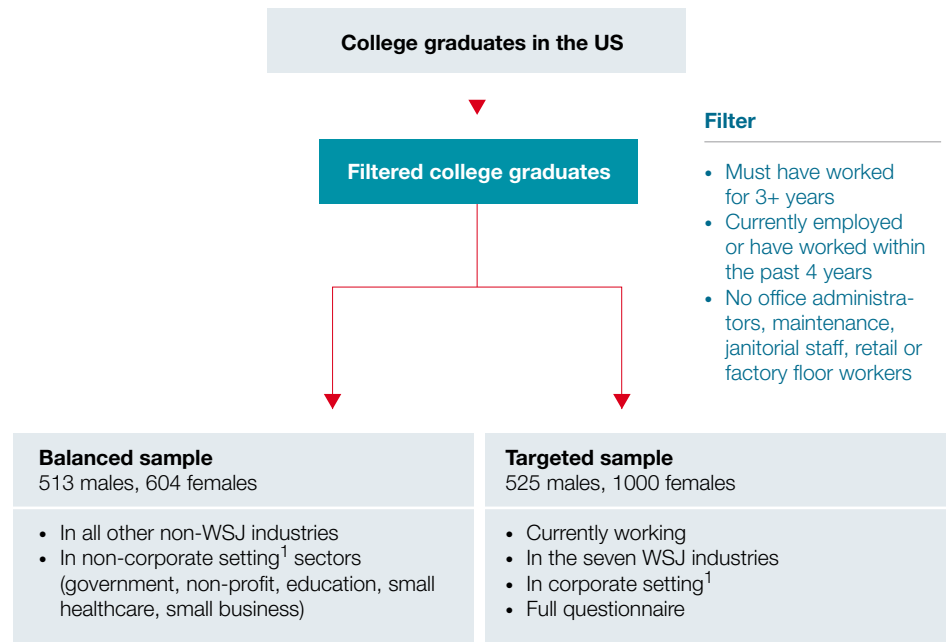 College graduates in the US
Filtered college graduates
Filter
• Must have worked
for 3+ years
• Currently employed
or have worked within
the past 4 years
• No office administra-
tors, maintenance,
janitorial staff, retail or
factory floor workers
Balanced sample
513 males, 604 females
• In all other non-WSJ industries
• In non-corporate setting¹ sectors
(government, non-profit, education, small
healthcare, small business)
Targeted sample
525 males, 1000 females
• Currently working
• In the seven WSJ industries
• In corporate setting¹
• Full questionnaire